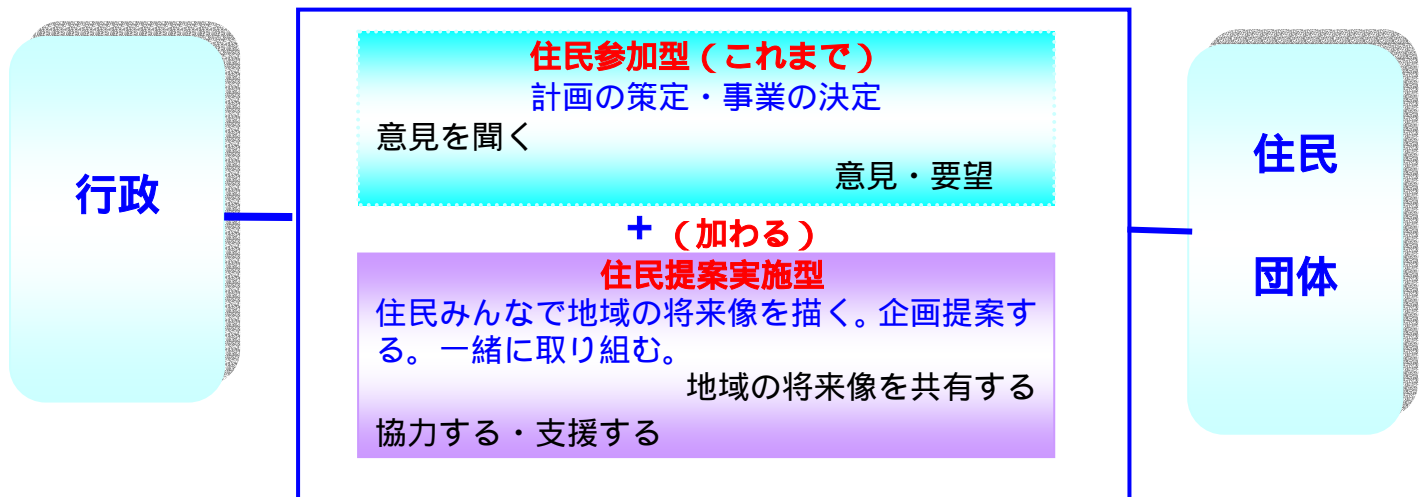 行政
住民参加型（これまで）
計画の策定・事業の決定
意見を聞く
意見・要望
+（加わる）
住民提案実施型
住民みんなで地域の将来像を描く。企画提案す
る。一緒に取り組む。
地域の将来像を共有する
協力する・支援する
住民
団体